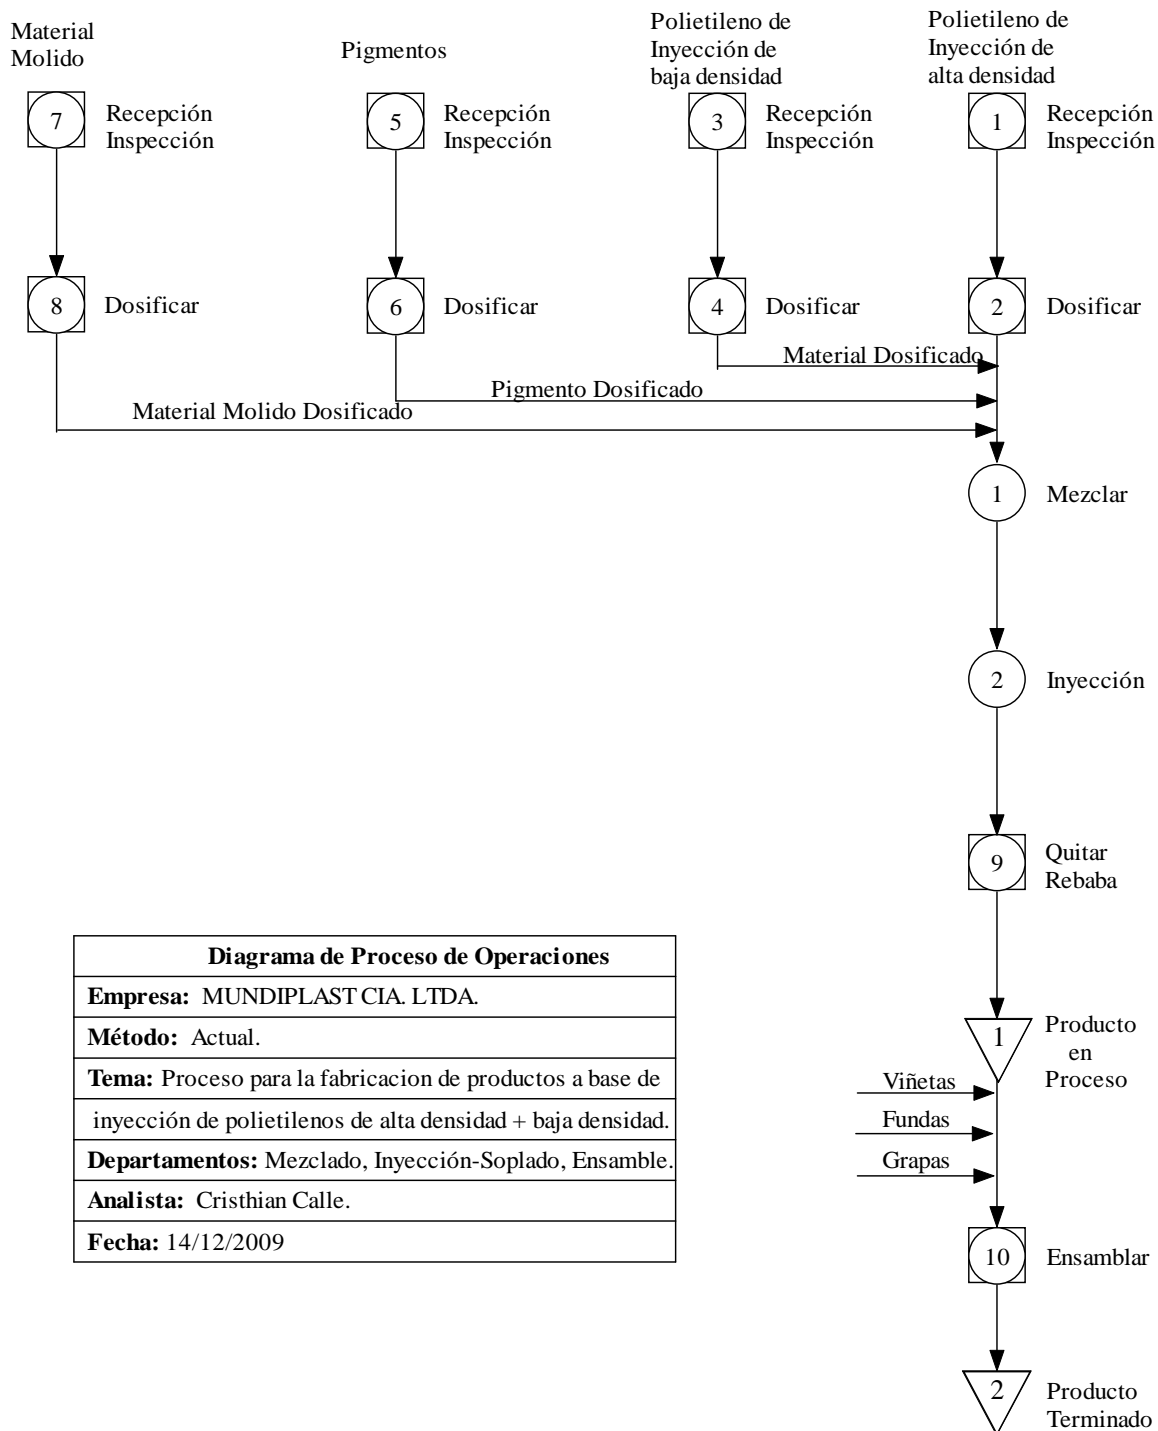 Material
Molido
Pigmentos
Polietileno de
Inyección de
baja densidad
Polietileno de
Inyección de
alta densidad
7
Recepción
Inspección
5
Recepción
Inspección
3
Recepción
Inspección
1
Recepción
Inspección
8
Dosificar
6
Dosificar
4
Dosificar
2
Dosificar
Material Dosificado
Pigmento Dosificado
Material Molido Dosificado
1
Mezclar
2
Inyección
9
Quitar
Rebaba
Diagrama de Proceso de Operaciones
Empresa: MUNDIPLAST CIA. LTDA.
Método: Actual.
Tema: Proceso para la fabricacion de productos a base de
inyección de polietilenos de alta densidad + baja densidad.
Departamentos: Mezclado, Inyección-Soplado, Ensamble.
Analista: Cristhian Calle.
Fecha: 14/12/2009
1
Producto
en
Proceso
Viñetas
Fundas
Grapas
10
Ensamblar
2
Producto
Terminado